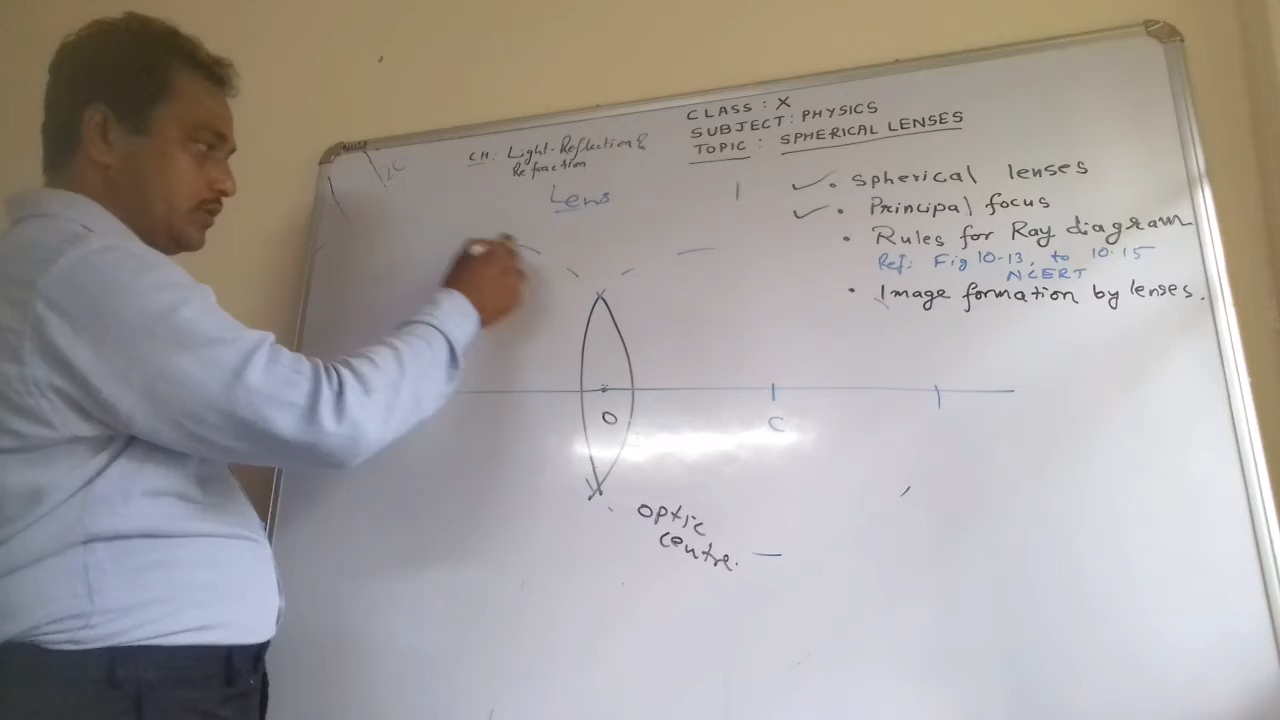 CLASS : X
SUBJECT: PHYSICS
TOPIC : SPHERICAL LENSES
CH: Light-Reflection &
Refraction
Lens
2C
• Spherical lenses
• Principal focus
• Rules for Ray diagram
Ref: Fig 10.13, to 10.15
NCERT
• Image formation by lenses.
O
C
optic
centre.